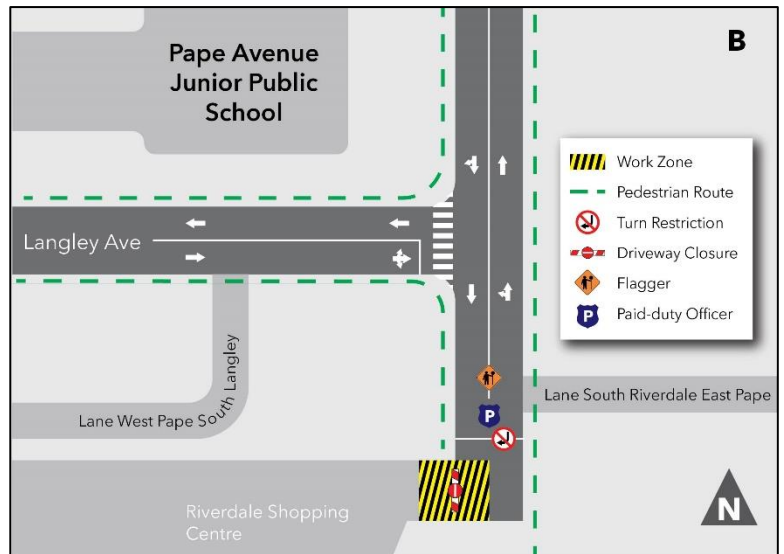 Pape Avenue
Junior Public
School
B
Work Zone
Pedestrian Route
Turn Restriction
Driveway Closure
Flagger
P Paid-duty Officer
Langley Ave
Lane West Pape South Langley
Lane South Riverdale East Pape
P
Riverdale Shopping
Centre
N